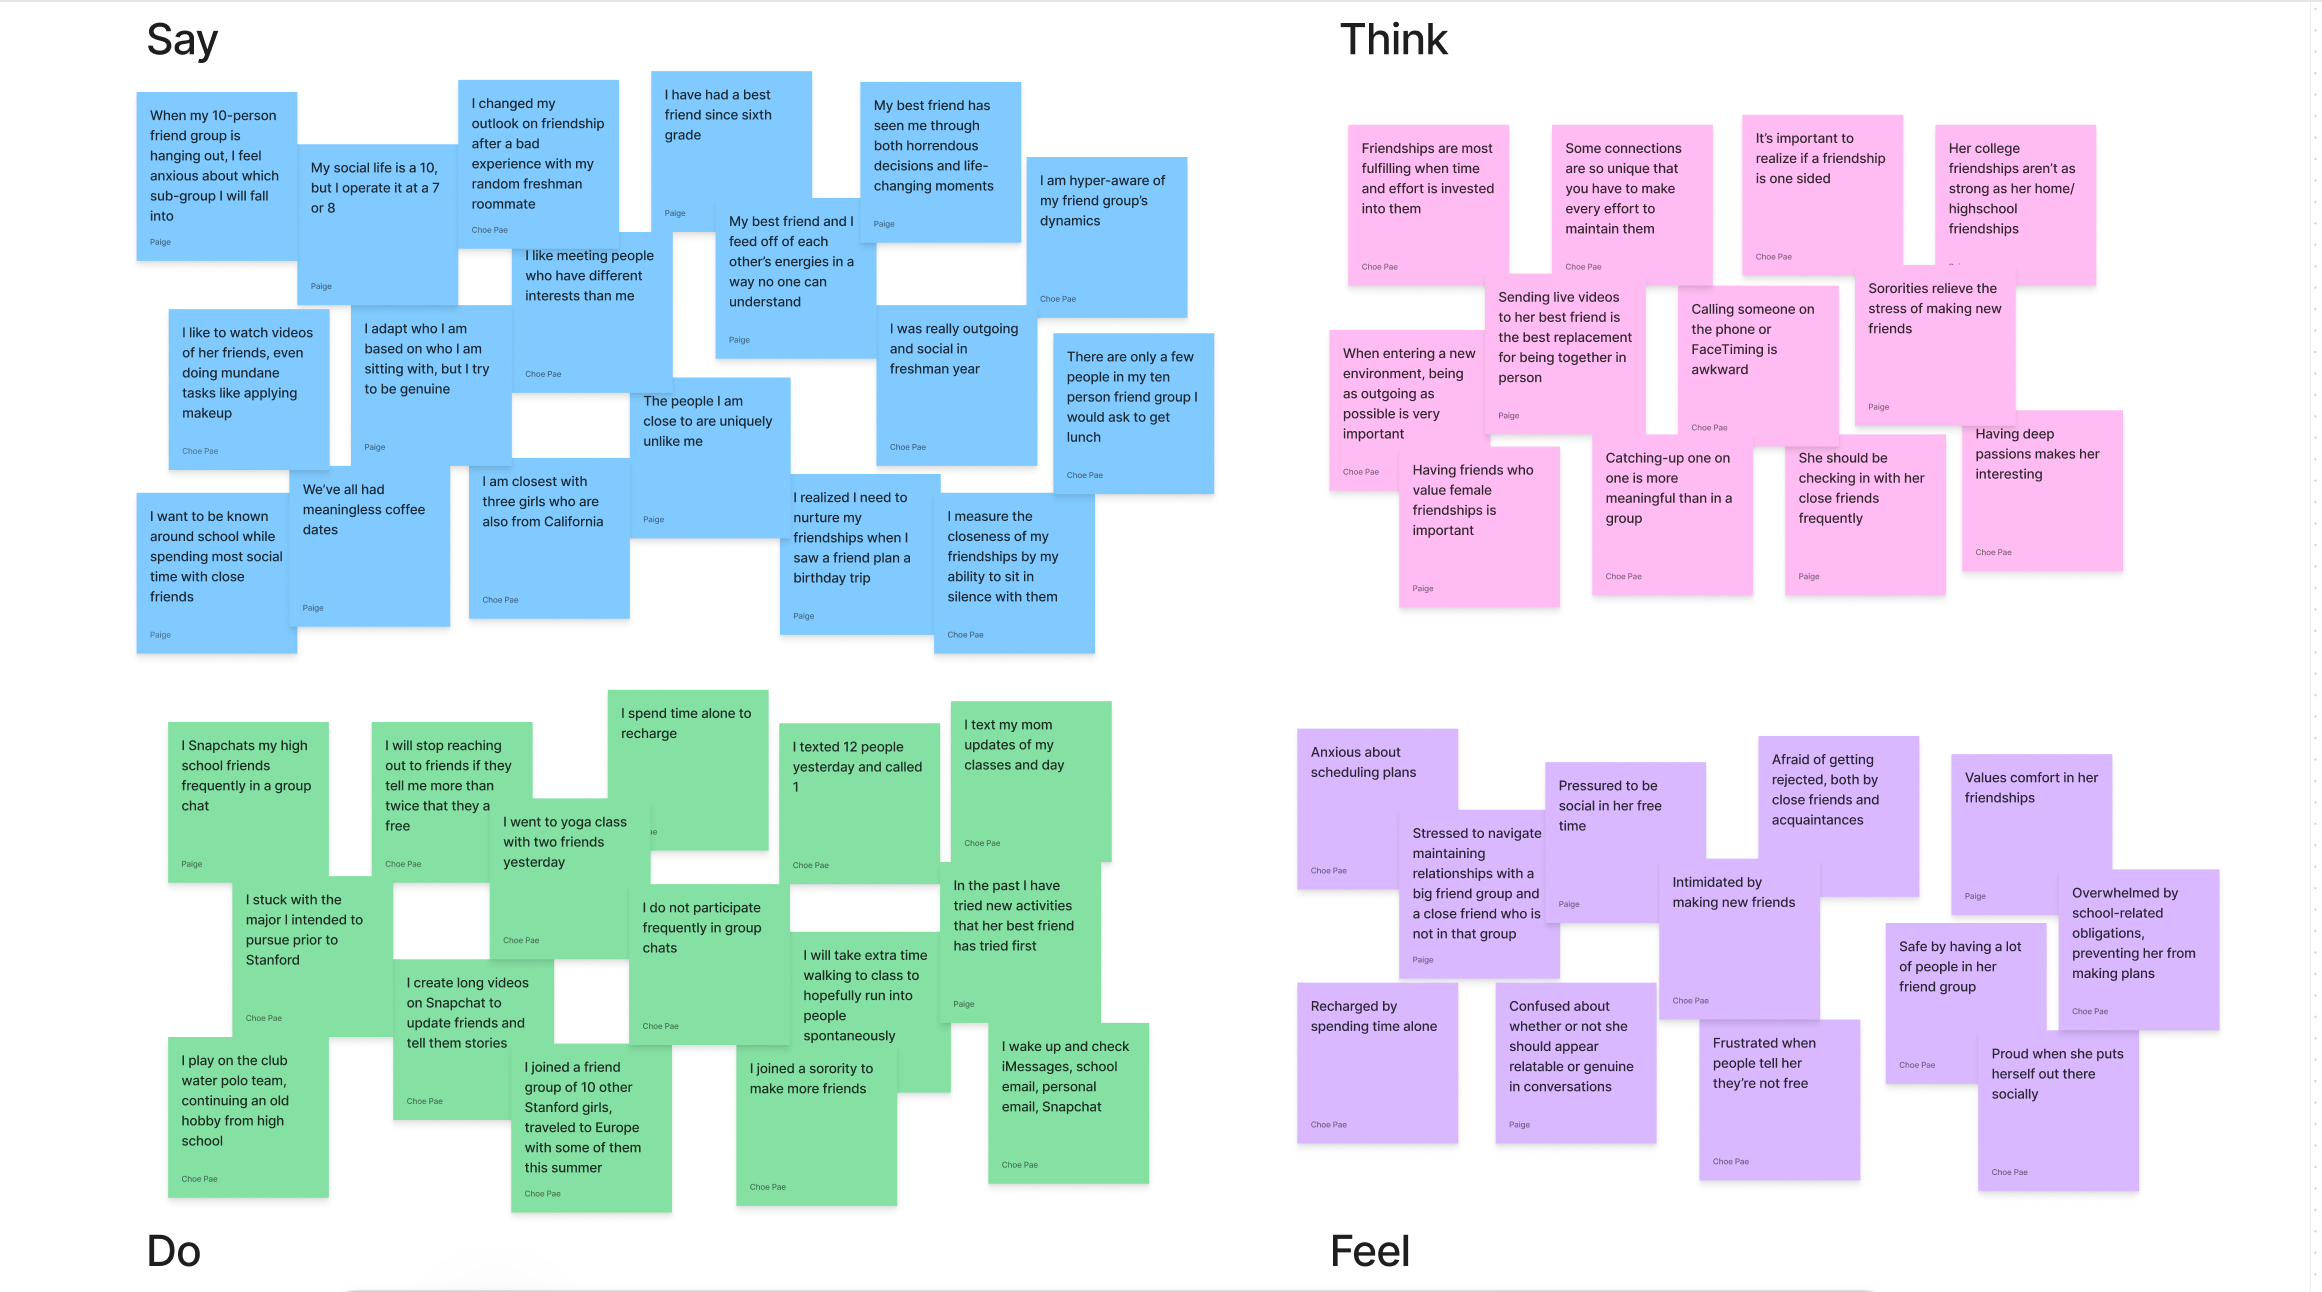 Say
When my 10-person
friend group is
hanging out, I feel
anxious about which
sub-group I will fall
into
Paige
My social life is a 10,
but I operate it at a 7
or 8
Paige
I changed my
outlook on friendship
after a bad
experience with my
random freshman
roommate
Choe Pae
I have had a best
friend since sixth
grade
Paige
My best friend has
seen me through
both horrendous
decisions and life-
changing moments
Paige
I am hyper-aware of
my friend group's
dynamics
Choe Pae
I like meeting people
who have different
interests than me
Choe Pae
My best friend and I
feed off of each
other's energies in a
way no one can
understand
Paige
I like to watch videos
of her friends, even
doing mundane
tasks like applying
makeup
Choe Pae
I adapt who I am
based on who I am
sitting with, but I try
to be genuine
Paige
I was really outgoing
and social in
freshman year
Choe Pae
There are only a few
people in my ten
person friend group I
would ask to get
lunch
Choe Pae
The people I am
close to are uniquely
unlike me
Paige
I want to be known
around school while
spending most social
time with close
friends
Paige
We've all had
meaningless coffee
dates
Paige
I am closest with
three girls who are
also from California
Choe Pae
I realized I need to
nurture my
friendships when I
saw a friend plan a
birthday trip
Paige
I measure the
closeness of my
friendships by my
ability to sit in
silence with them
Choe Pae
Think
Friendships are most
fulfilling when time
and effort is invested
into them
Choe Pae
Some connections
are so unique that
you have to make
every effort to
maintain them
Choe Pae
It's important to
realize if a friendship
is one sided
Choe Pae
Her college
friendships aren't as
strong as her home/
highschool
friendships
When entering a new
environment, being
as outgoing as
possible is very
important
Choe Pae
Sending live videos
to her best friend is
the best replacement
for being together in
person
Paige
Calling someone on
the phone or
FaceTiming is
awkward
Choe Pae
Sororities relieve the
stress of making new
friends
Paige
Having friends who
value female
friendships is
important
Paige
Catching-up one on
one is more
meaningful than in a
group
Choe Pae
She should be
checking in with her
close friends
frequently
Paige
Having deep
passions makes her
interesting
Choe Pae
I Snapchats my high
school friends
frequently in a group
chat
Paige
I will stop reaching
out to friends if they
tell me more than
twice that they a
free
Choe Pae
I spend time alone to
recharge
I texted 12 people
yesterday and called
1
Choe Pae
I text my mom
updates of my
classes and day
Choe Pae
I went to yoga class
with two friends
yesterday
Choe Pae
I stuck with the
major I intended to
pursue prior to
Stanford
Choe Pae
I do not participate
frequently in group
chats
Choe Pae
In the past I have
tried new activities
that her best friend
has tried first
Paige
I create long videos
on Snapchat to
update friends and
tell them stories
Choe Pae
I will take extra time
walking to class to
hopefully run into
people
spontaneously
I play on the club
water polo team,
continuing an old
hobby from high
school
Choe Pae
I joined a friend
group of 10 other
Stanford girls,
traveled to Europe
with some of them
this summer
Choe Pae
I joined a sorority to
make more friends
Choe Pae
I wake up and check
iMessages, school
email, personal
email, Snapchat
Choe Pae
Do
Anxious about
scheduling plans
Choe Pae
Stressed to navigate
maintaining
relationships with a
big friend group and
a close friend who is
not in that group
Paige
Pressured to be
social in her free
time
Paige
Afraid of getting
rejected, both by
close friends and
acquaintances
Values comfort in her
friendships
Paige
Intimidated by
making new friends
Choe Pae
Overwhelmed by
school-related
obligations,
preventing her from
making plans
Choe Pae
Safe by having a lot
of people in her
friend group
Choe Pae
Recharged by
spending time alone
Choe Pae
Confused about
whether or not she
should appear
relatable or genuine
in conversations
Paige
Frustrated when
people tell her
they're not free
Choe Pae
Proud when she puts
herself out there
socially
Choe Pae
Feel